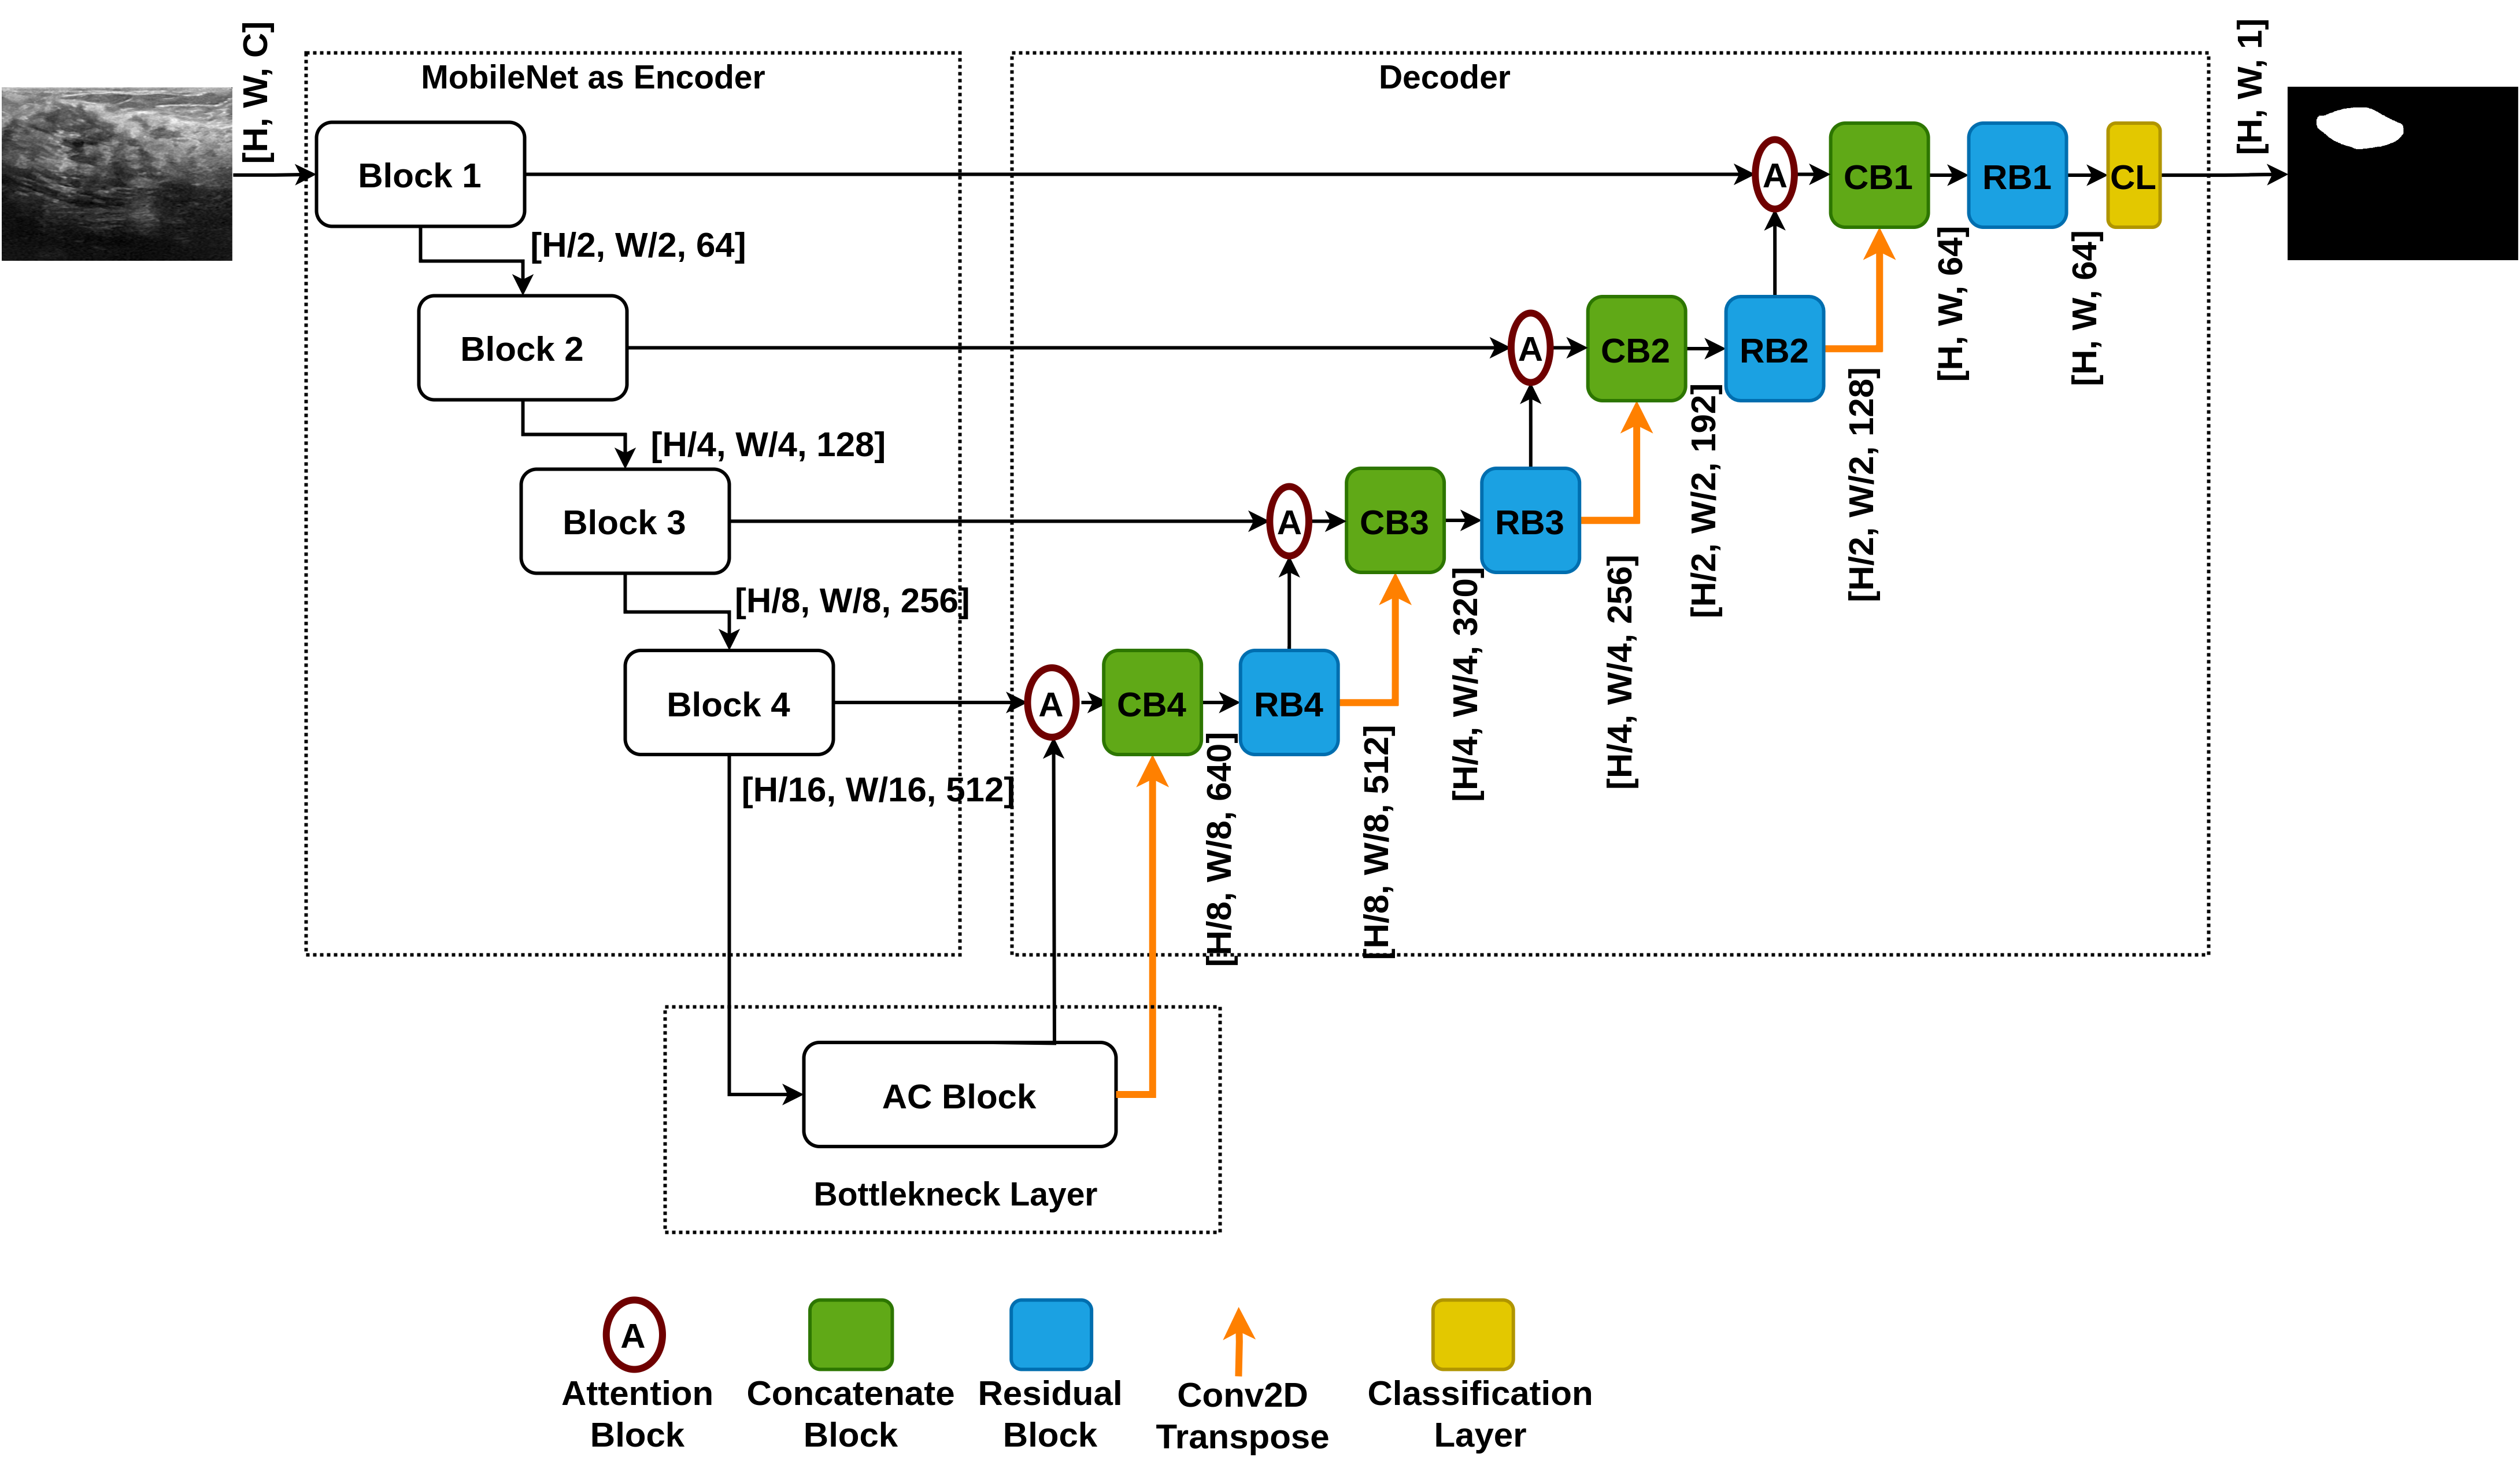 [H, W, C]
[H, W, 1]
MobileNet as Encoder
Decoder
Block 1
A
CB1
RB1
CL
[H/2, W/2, 64]
[H, W, 64]
[H, W, 64]
Block 2
A
CB2
RB2
[H/4, W/4, 128]
[H/2, W/2, 192]
[H/2, W/2, 128]
Block 3
A
CB3
RB3
[H/8, W/8, 256]
[H/4, W/4, 320]
[H/4, W/4, 256]
Block 4
A
CB4
RB4
[H/16, W/16, 512]
[H/8, W/8, 640]
[H/8, W/8, 512]
AC Block
Bottlekneck Layer
A
Attention
Block
Concatenate
Block
Residual
Block
Conv2D
Transpose
Classification
Layer